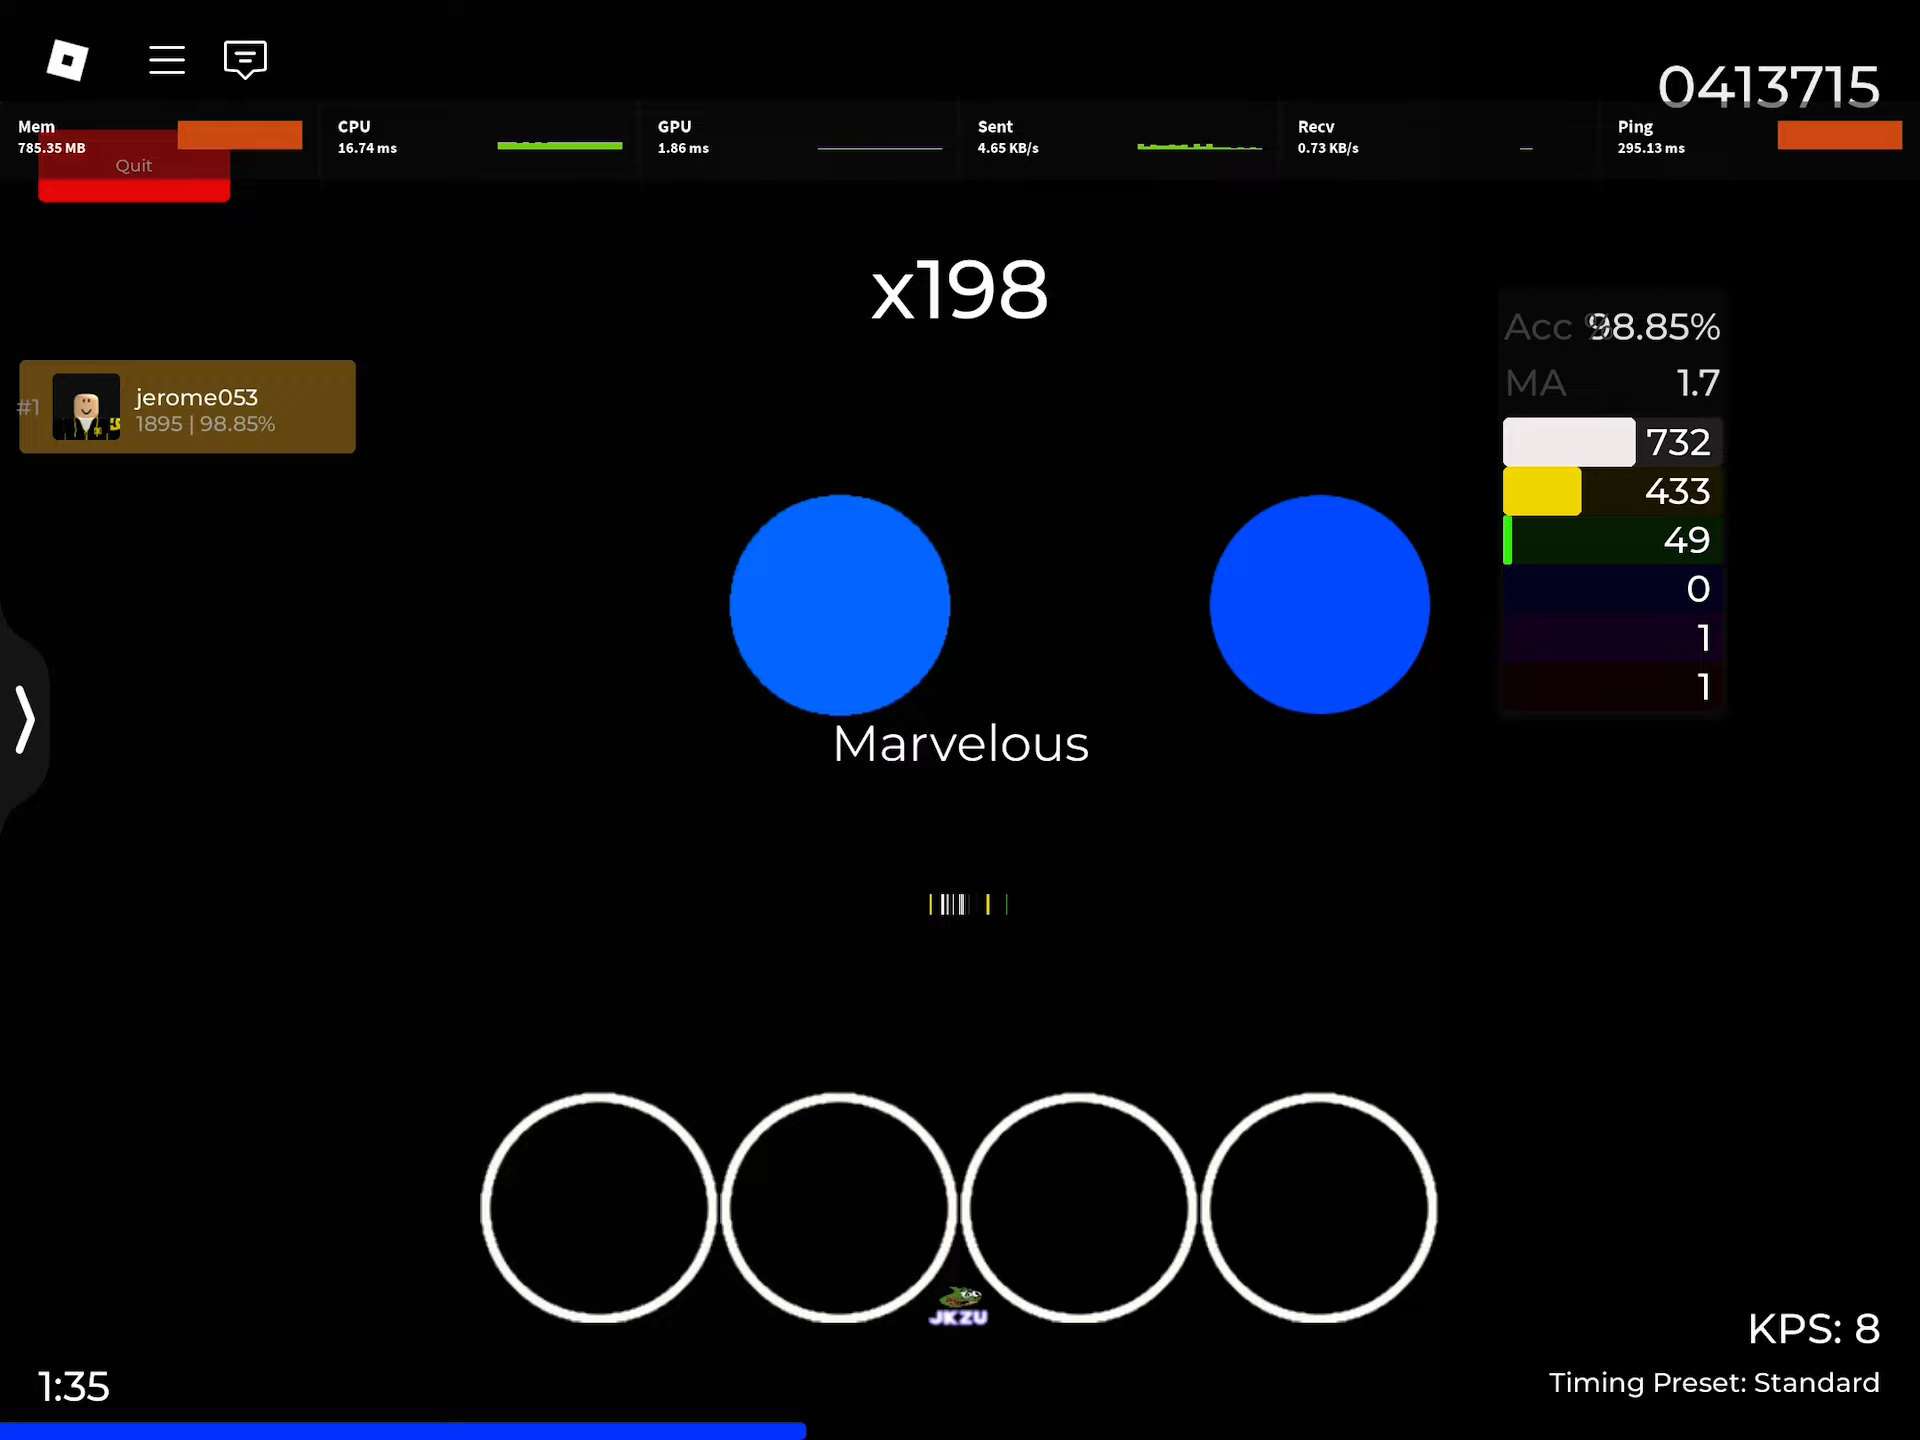 0413715
Mem
785.35 MB
CPU
16.74 ms
GPU
1.86 ms
Sent
4.65 KB/s
Recv
0.73 KB/s
Ping
295.13 ms
Quit
x198
#1
jerome053
1895 | 98.85%
Acc % 98.85%
MA 1.7
732
433
49
0
1
1
Marvelous
JKZU
KPS: 8
1:35
Timing Preset: Standard